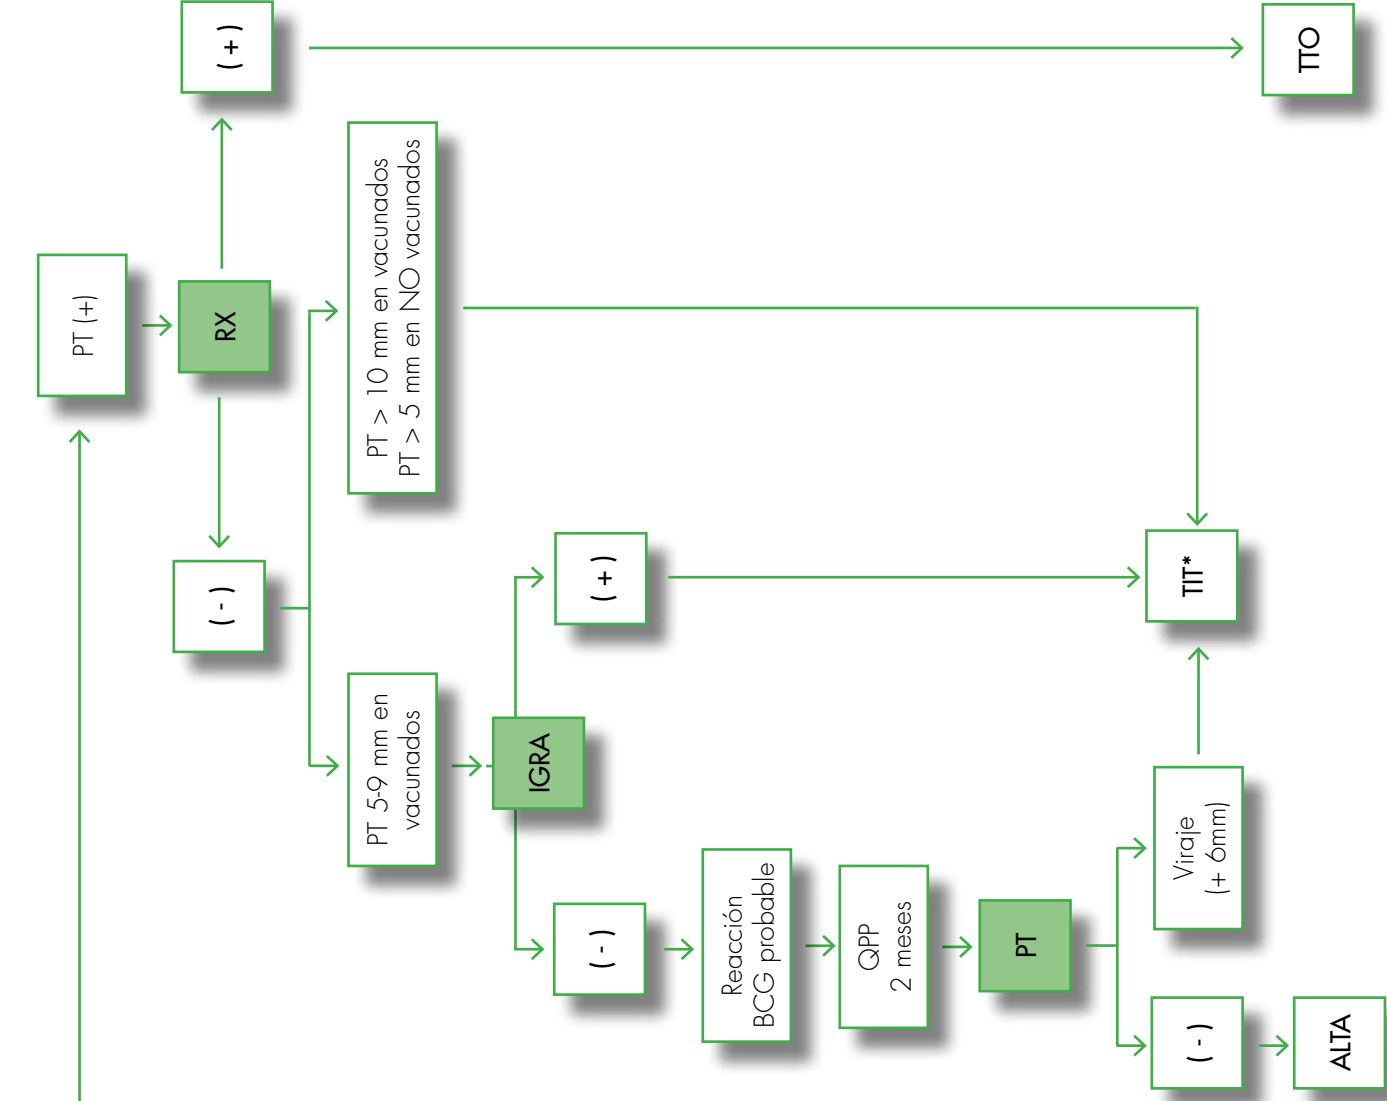 PT (+)
RX
( - )
( + )
PT 5-9 mm en
vacunados
PT > 10 mm en vacunados
PT > 5 mm en NO vacunados
IGRA
( - )
( + )
Reacción
BCG probable
QPP
2 meses
PT
( - )
Viraje
(+ 6mm)
ALTA
TIT*
TTO